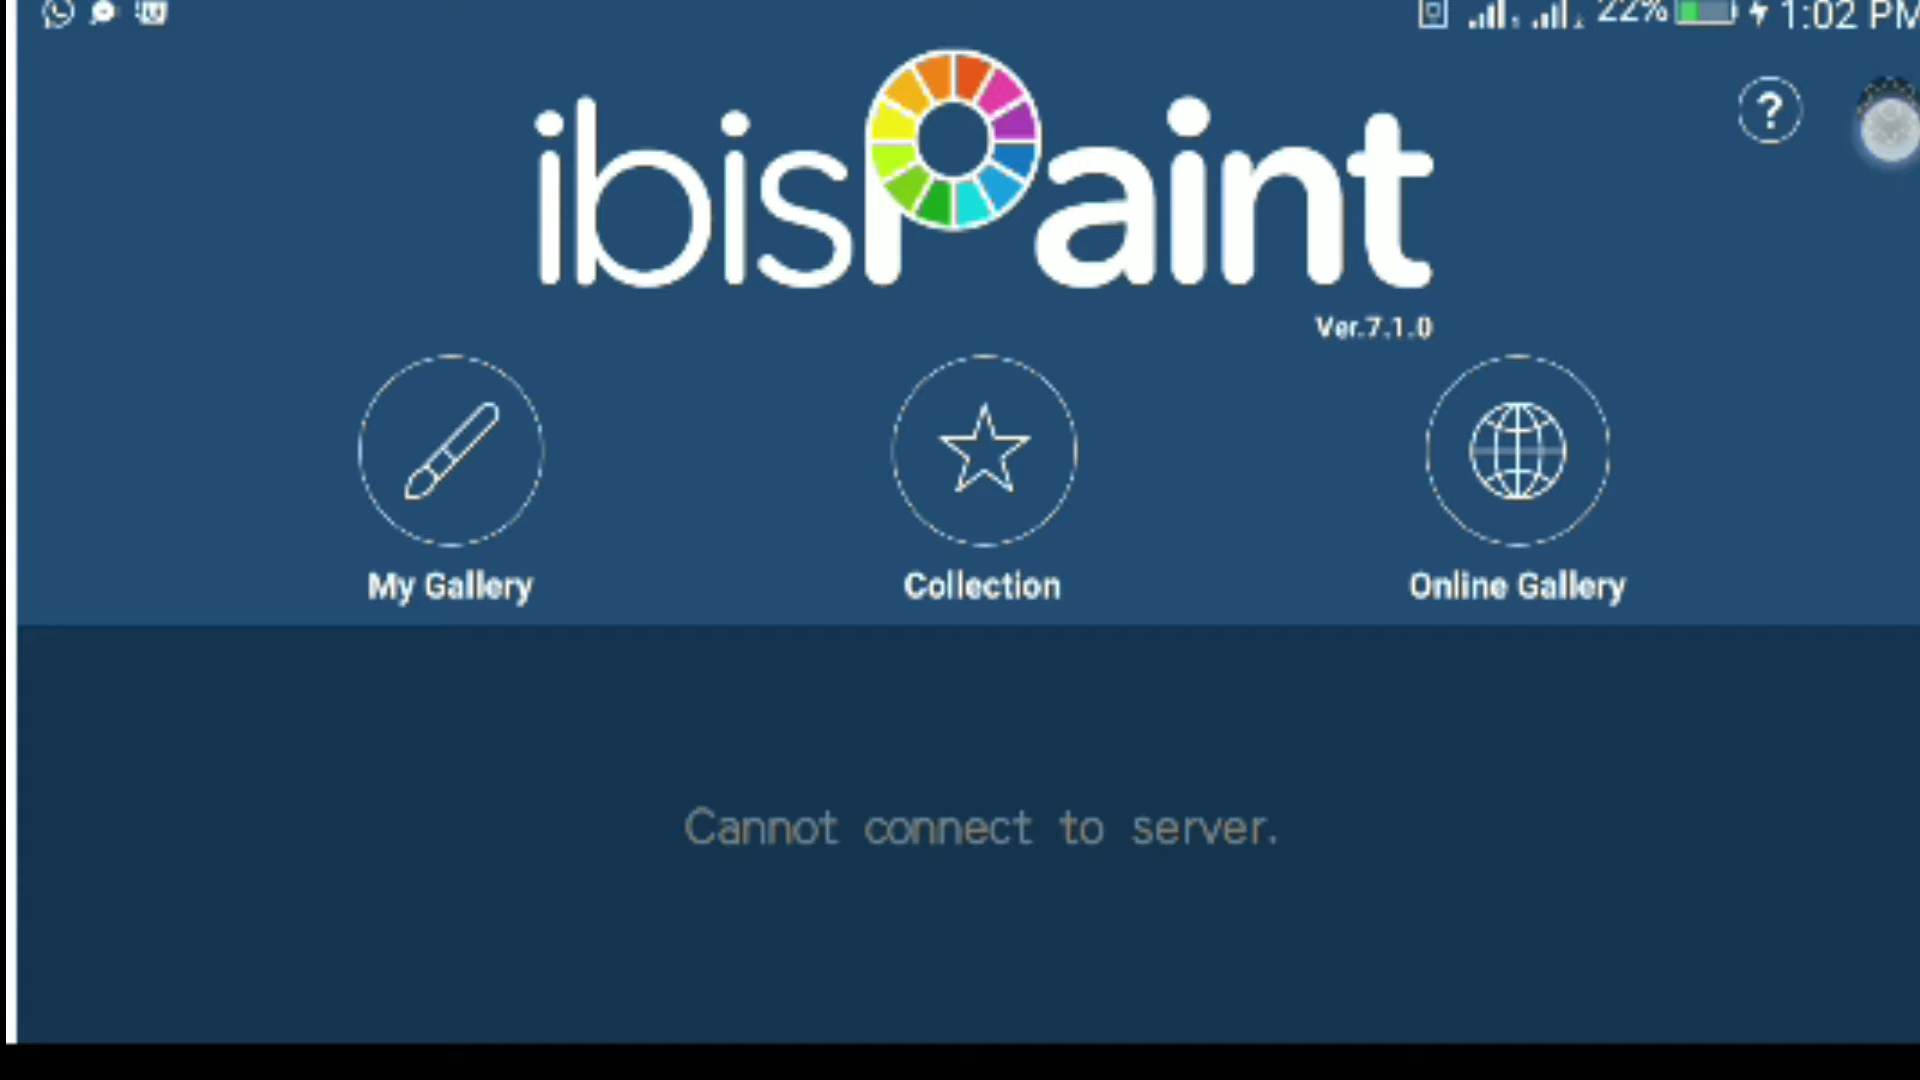 22% 1:02 PM
ibisPaint
?
Ver.7.1.0
My Gallery
Collection
Online Gallery
Cannot connect to server.